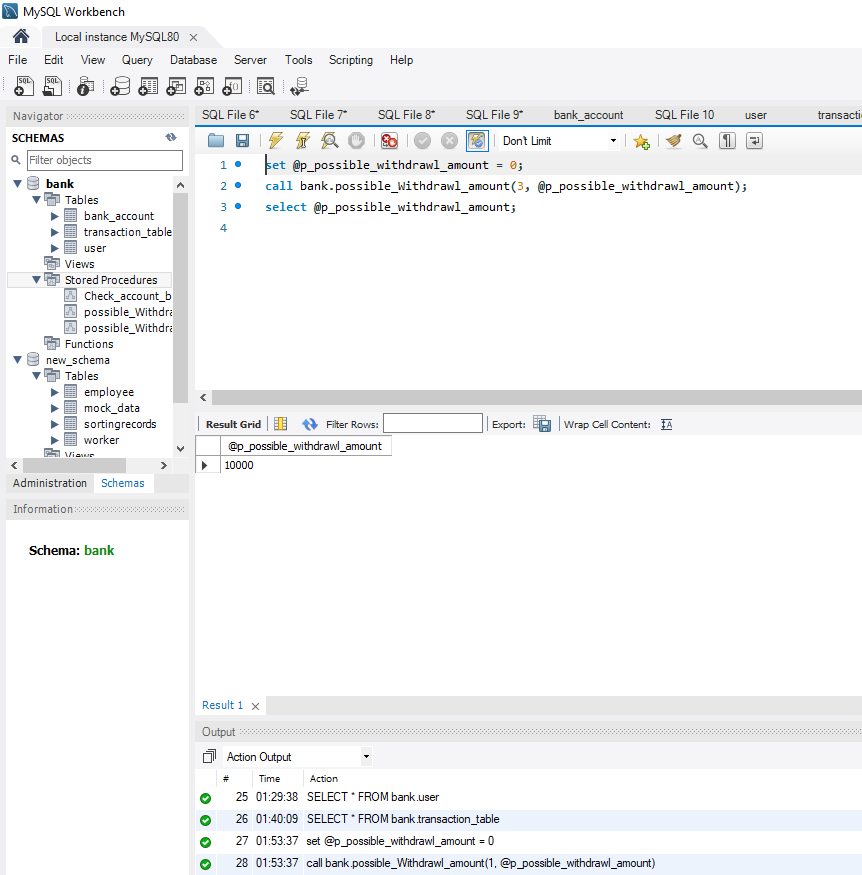 MySQL Workbench
Local instance MySQL80
File Edit View Query Database Server Tools Scripting Help
Navigator
SCHEMAS
Filter objects
bank
Tables
bank_account
transaction_table
user
Views
Stored Procedures
Check_account_b
possible_Withdra
possible_Withdra
Functions
new_schema
Tables
employee
mock_data
sortingrecords
worker
Views
Administration Schemas
Information
Schema: bank
SQL File 6* SQL File 7* SQL File 8* SQL File 9* bank_account SQL File 10 user transacti
Don't Limit
1 set @p_possible_withdrawl_amount = 0;
2 call bank.possible_Withdrawl_amount(3, @p_possible_withdrawl_amount);
3 select @p_possible_withdrawl_amount;
4
Result Grid Filter Rows: Export: Wrap Cell Content: IA
@p_possible_withdrawl_amount
10000
Result 1
Output
Action Output
# Time Action
25 01:29:38 SELECT * FROM bank.user
26 01:40:09 SELECT * FROM bank.transaction_table
27 01:53:37 set @p_possible_withdrawl_amount = 0
28 01:53:37 call bank.possible_Withdrawl_amount(1, @p_possible_withdrawl_amount)